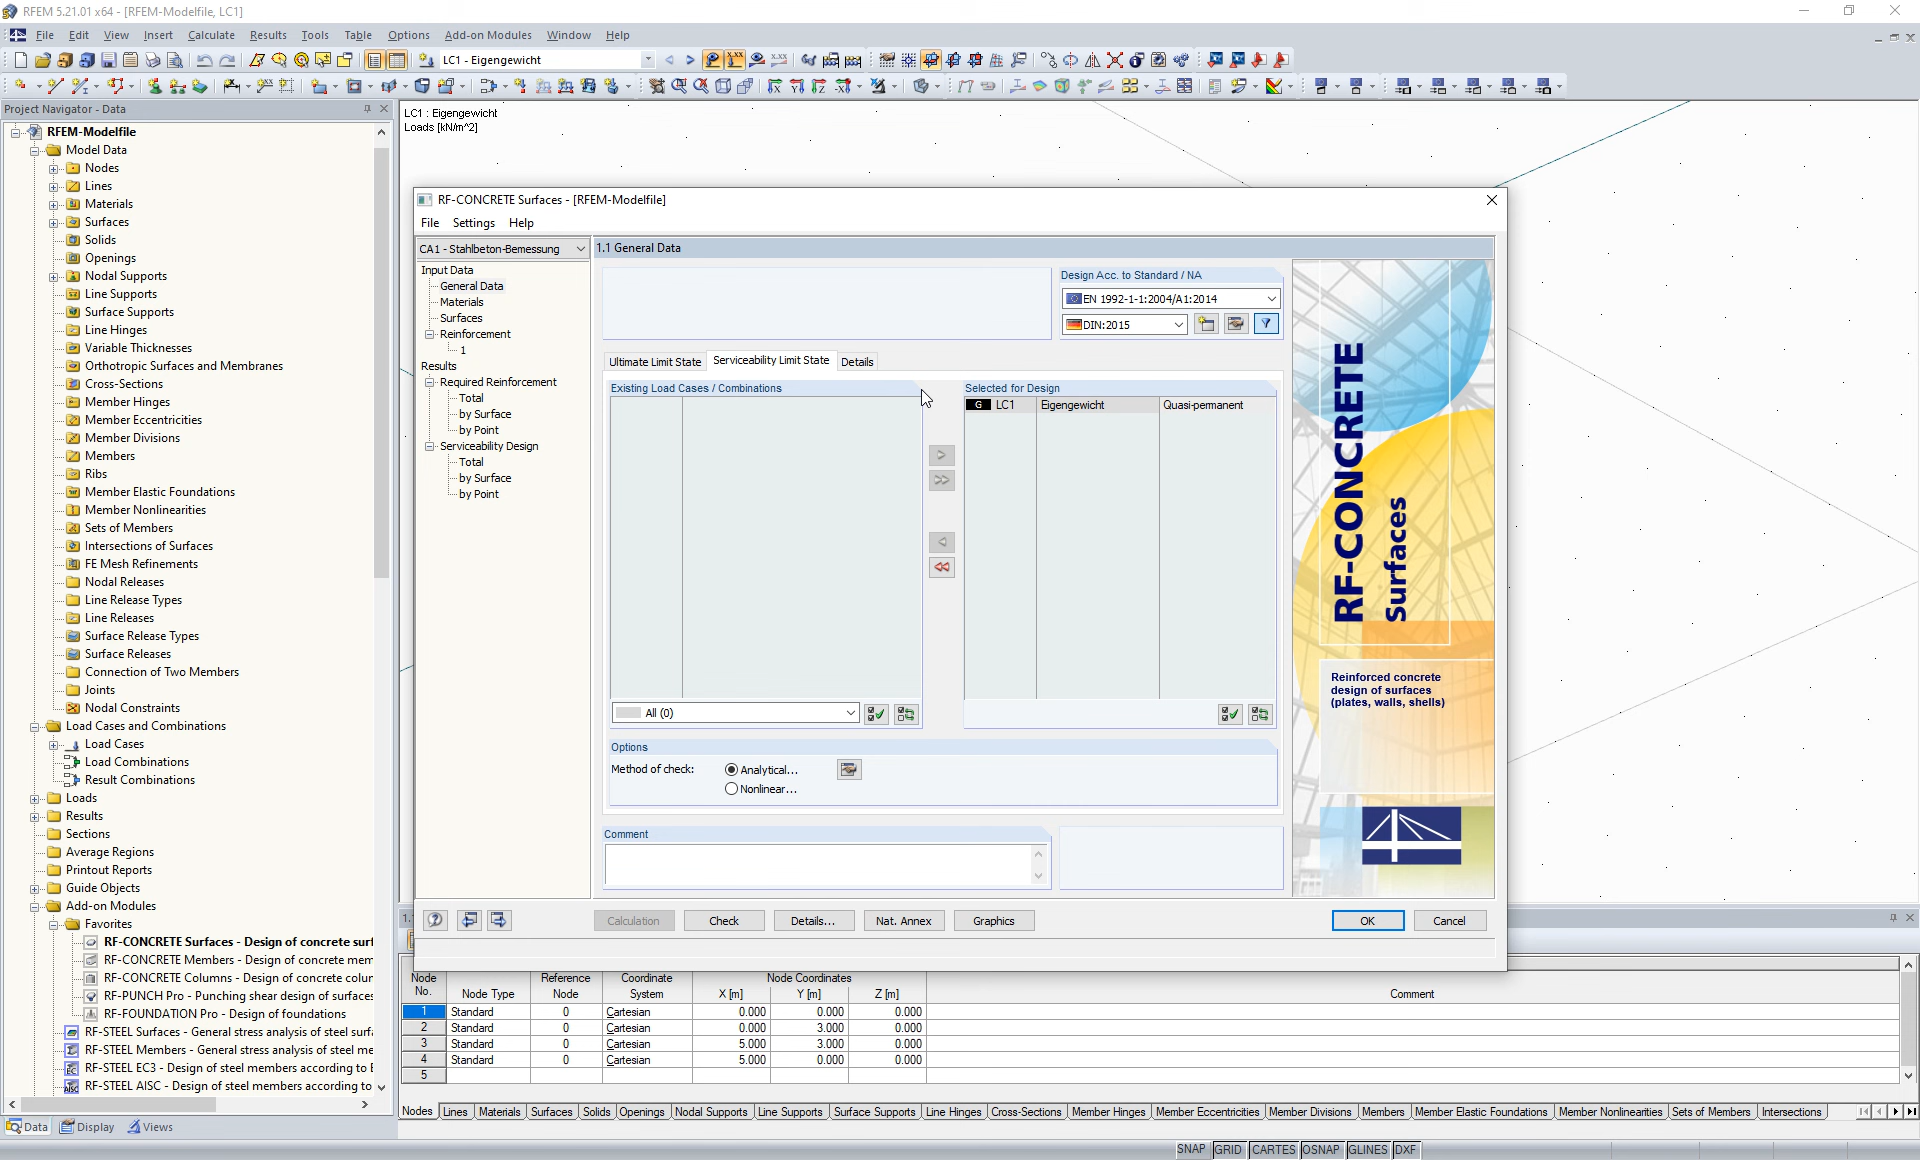 RFEM 5.21.01 x64 - [RFEM-Modelfile, LC1]
File Edit View Insert Calculate Results Tools Table Options Add-on Modules Window Help
LC1 - Eigengewicht
Project Navigator - Data
RFEM-Modelfile
Model Data
Nodes
Lines
Materials
Surfaces
Solids
Openings
Nodal Supports
Line Supports
Surface Supports
Line Hinges
Variable Thicknesses
Orthotropic Surfaces and Membranes
Cross-Sections
Member Hinges
Member Eccentricities
Member Divisions
Members
Ribs
Member Elastic Foundations
Member Nonlinearities
Sets of Members
Intersections of Surfaces
FE Mesh Refinements
Nodal Releases
Line Release Types
Line Releases
Surface Release Types
Surface Releases
Connection of Two Members
Joints
Nodal Constraints
Load Cases and Combinations
Load Cases
Load Combinations
Result Combinations
Loads
Results
Sections
Average Regions
Printout Reports
Guide Objects
Add-on Modules
Favorites
RF-CONCRETE Surfaces - Design of concrete surf
RF-CONCRETE Members - Design of concrete mem
RF-CONCRETE Columns - Design of concrete colur
RF-PUNCH Pro - Punching shear design of surfaces
RF-FOUNDATION Pro - Design of foundations
RF-STEEL Surfaces - General stress analysis of steel surfa
RF-STEEL Members - General stress analysis of steel me
RF-STEEL EC3 - Design of steel members according to E
RF-STEEL AISC - Design of steel members according to
Data Display Views
LC1 : Eigengewicht
Loads [kN/m^2]
RF-CONCRETE Surfaces - [RFEM-Modelfile]
File Settings Help
CA1 - Stahlbeton-Bemessung
Input Data
General Data
Materials
Surfaces
Reinforcement
1
Results
Required Reinforcement
Total
by Surface
by Point
Serviceability Design
Total
by Surface
by Point
1.1 General Data
Design Acc. to Standard / NA
EN 1992-1-1:2004/A1:2014
DIN:2015
Ultimate Limit State Serviceability Limit State Details
Existing Load Cases / Combinations
All (0)
Selected for Design
G LC1 Eigengewicht Quasi-permanent
Options
Method of check:
Analytical...
Nonlinear...
Comment
RF-CONCRETE
Surfaces
Reinforced concrete
design of surfaces
(plates, walls, shells)
Calculation Check Details... Nat. Annex Graphics OK Cancel
Node No. Node Type Reference Node Coordinate System Node Coordinates X [m] Y [m] Z [m] Comment
1 Standard 0 Cartesian 0.000 0.000 0.000
2 Standard 0 Cartesian 0.000 3.000 0.000
3 Standard 0 Cartesian 5.000 3.000 0.000
4 Standard 0 Cartesian 5.000 0.000 0.000
5
Nodes Lines Materials Surfaces Solids Openings Nodal Supports Line Supports Surface Supports Line Hinges Cross-Sections Member Hinges Member Eccentricities Member Divisions Members Member Elastic Foundations Member Nonlinearities Sets of Members Intersections
SNAP GRID CARTES OSNAP GLINES DXF